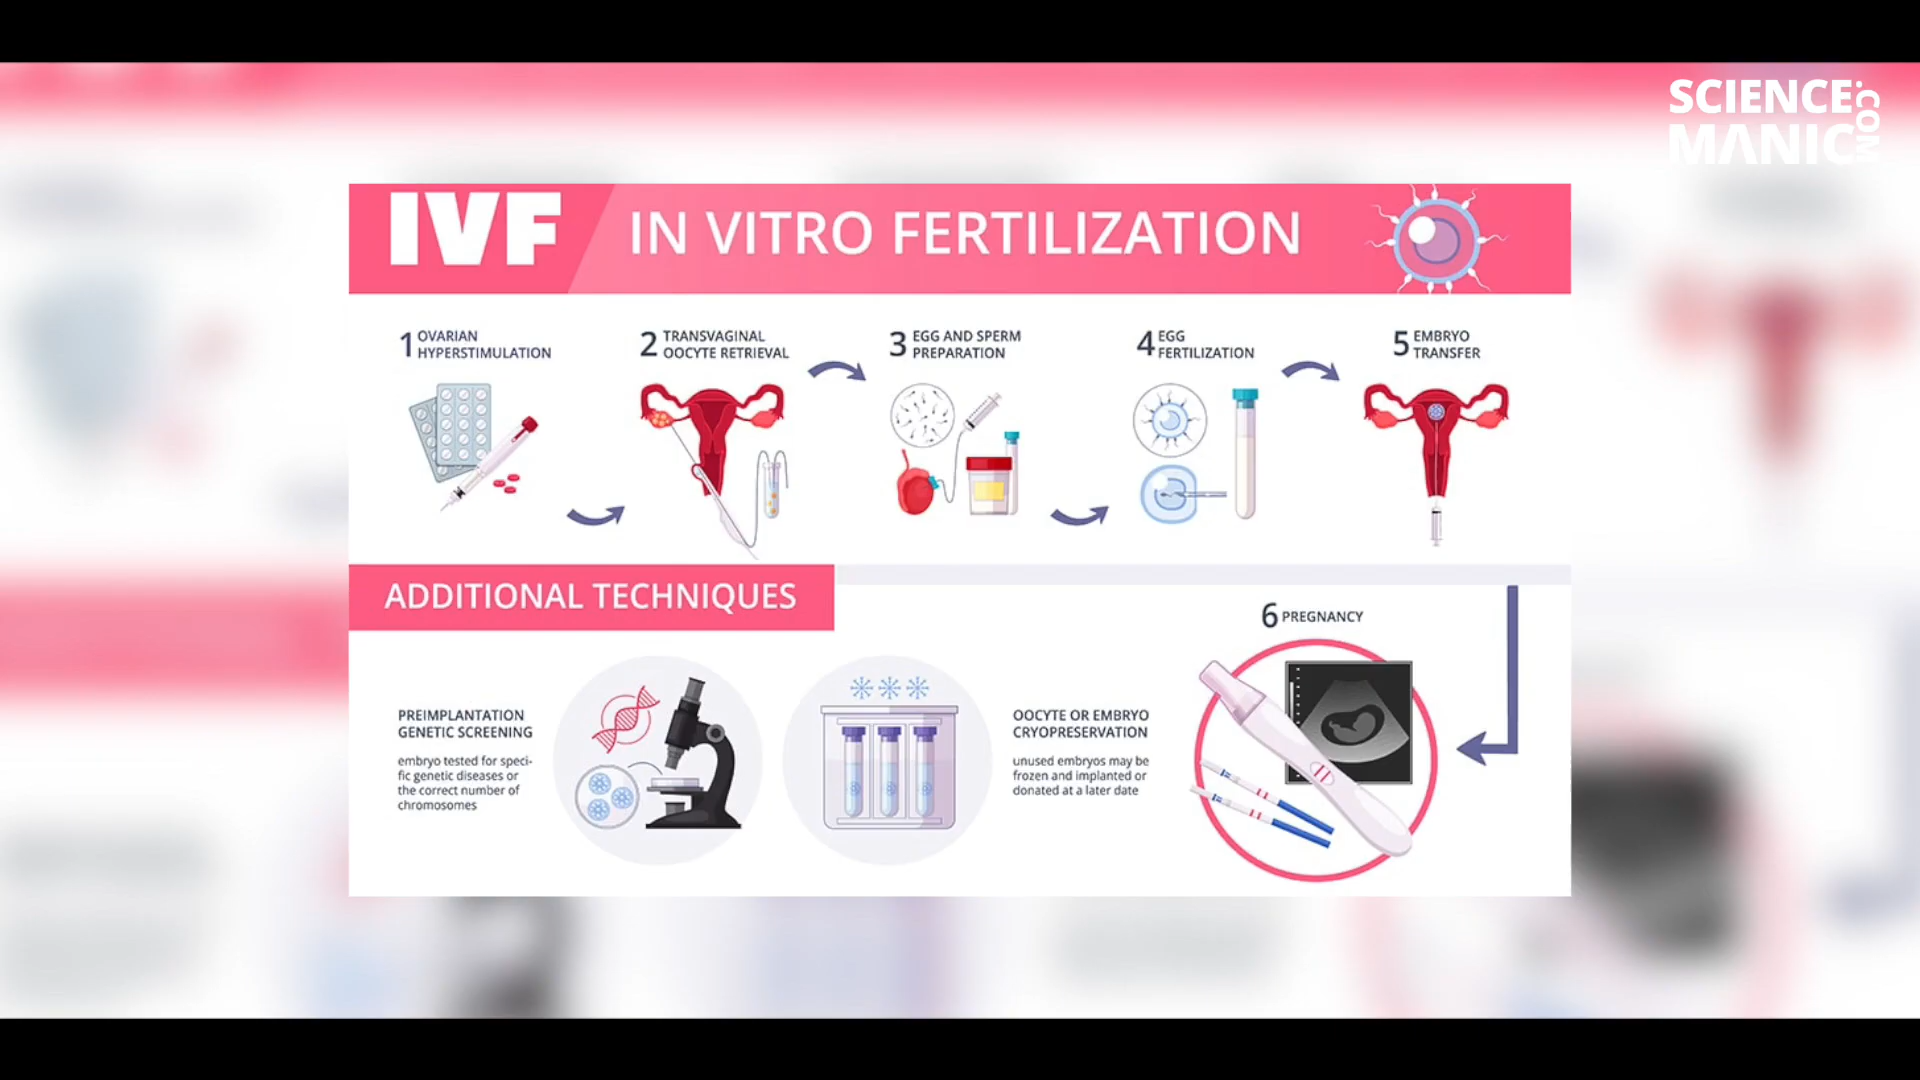 SCIENCE
MANIC
.COM
IVF
IN VITRO FERTILIZATION
1 OVARIAN
HYPERSTIMULATION
2 TRANSVAGINAL
OOCYTE RETRIEVAL
3 EGG AND SPERM
PREPARATION
4 EGG
FERTILIZATION
5 EMBRYO
TRANSFER
ADDITIONAL TECHNIQUES
PREIMPLANTATION
GENETIC SCREENING
embryo tested for speci-
fic genetic diseases or
the correct number of
chromosomes
OOCYTE OR EMBRYO
CRYOPRESERVATION
unused embryos may be
frozen and implanted or
donated at a later date
6 PREGNANCY